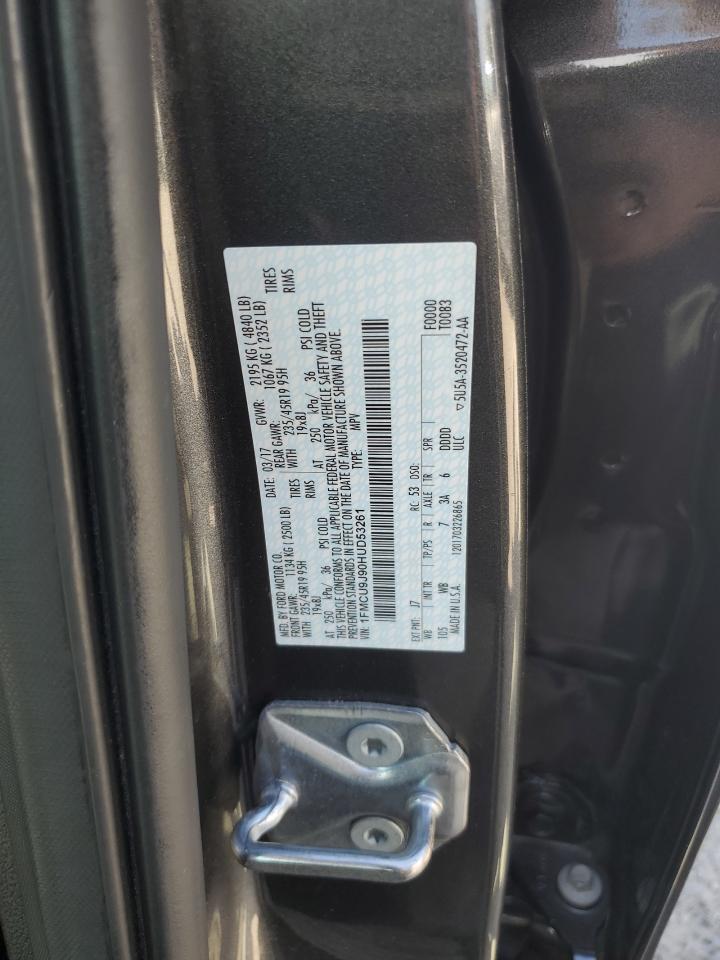 MFD. BY FORD MOTOR CO. DATE: 03/17 GVWR: 2195 KG ( 4840 LB)
FRONT GAWR: 1134 KG ( 2500 LB) REAR GAWR: 1067 KG ( 2352 LB)
WITH 235/45R19 95H TIRES WITH 235/45R19 95H TIRES
19x8J RIMS 19x8J RIMS
AT 250 kPa/ 36 PSI COLD AT 250 kPa/ 36 PSI COLD
THIS VEHICLE CONFORMS TO ALL APPLICABLE FEDERAL MOTOR VEHICLE SAFETY AND THEFT
PREVENTION STANDARDS IN EFFECT ON THE DATE OF MANUFACTURE SHOWN ABOVE.
VIN: 1FMCU9J90HUD53261 TYPE: MPV
EXT PNT: J7 RC: 53 DSO: F0000
WB INT TR TP/PS R AXLE TR SPR T0083
105 WB 7 3A 6 DDDD
MADE IN U.S.A. 1201703226865 ULC ▽5U5A-3520472-AA